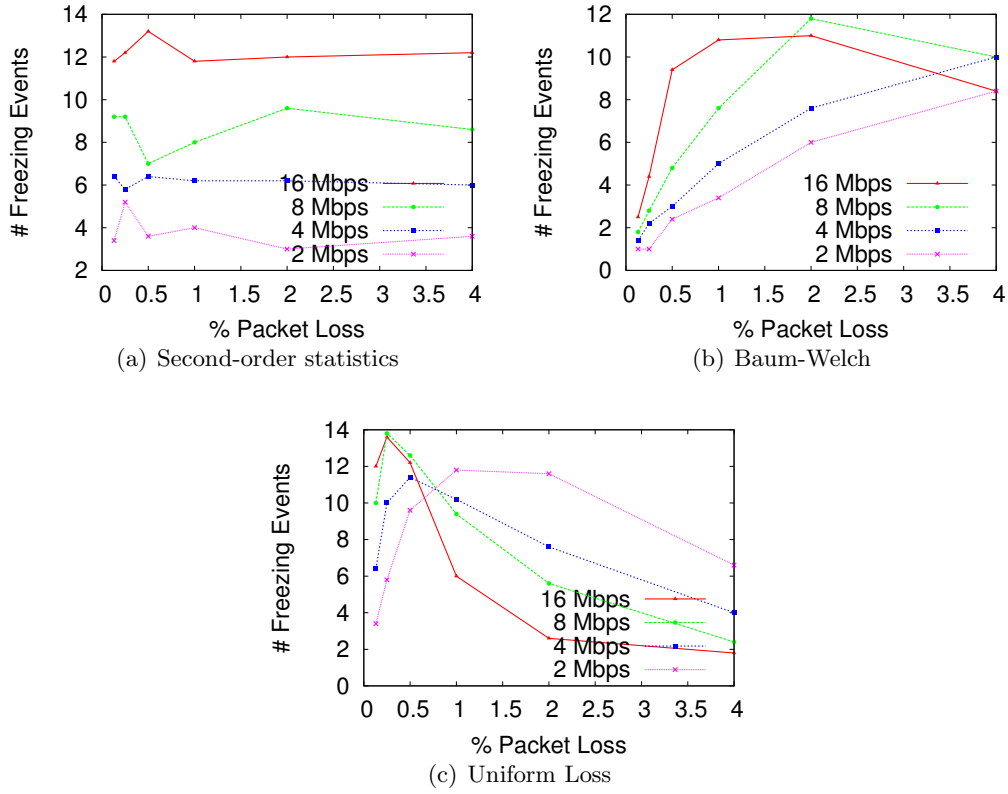 14
12
10
8
6
4
2
# Freezing Events
16 Mbps
8 Mbps
4 Mbps
2 Mbps
0 0.5 1 1.5 2 2.5 3 3.5 4
% Packet Loss
(a) Second-order statistics
12
10
8
6
4
2
0
# Freezing Events
16 Mbps
8 Mbps
4 Mbps
2 Mbps
0 0.5 1 1.5 2 2.5 3 3.5 4
% Packet Loss
(b) Baum-Welch
14
12
10
8
6
4
2
0
# Freezing Events
16 Mbps
8 Mbps
4 Mbps
2 Mbps
0 0.5 1 1.5 2 2.5 3 3.5 4
% Packet Loss
(c) Uniform Loss